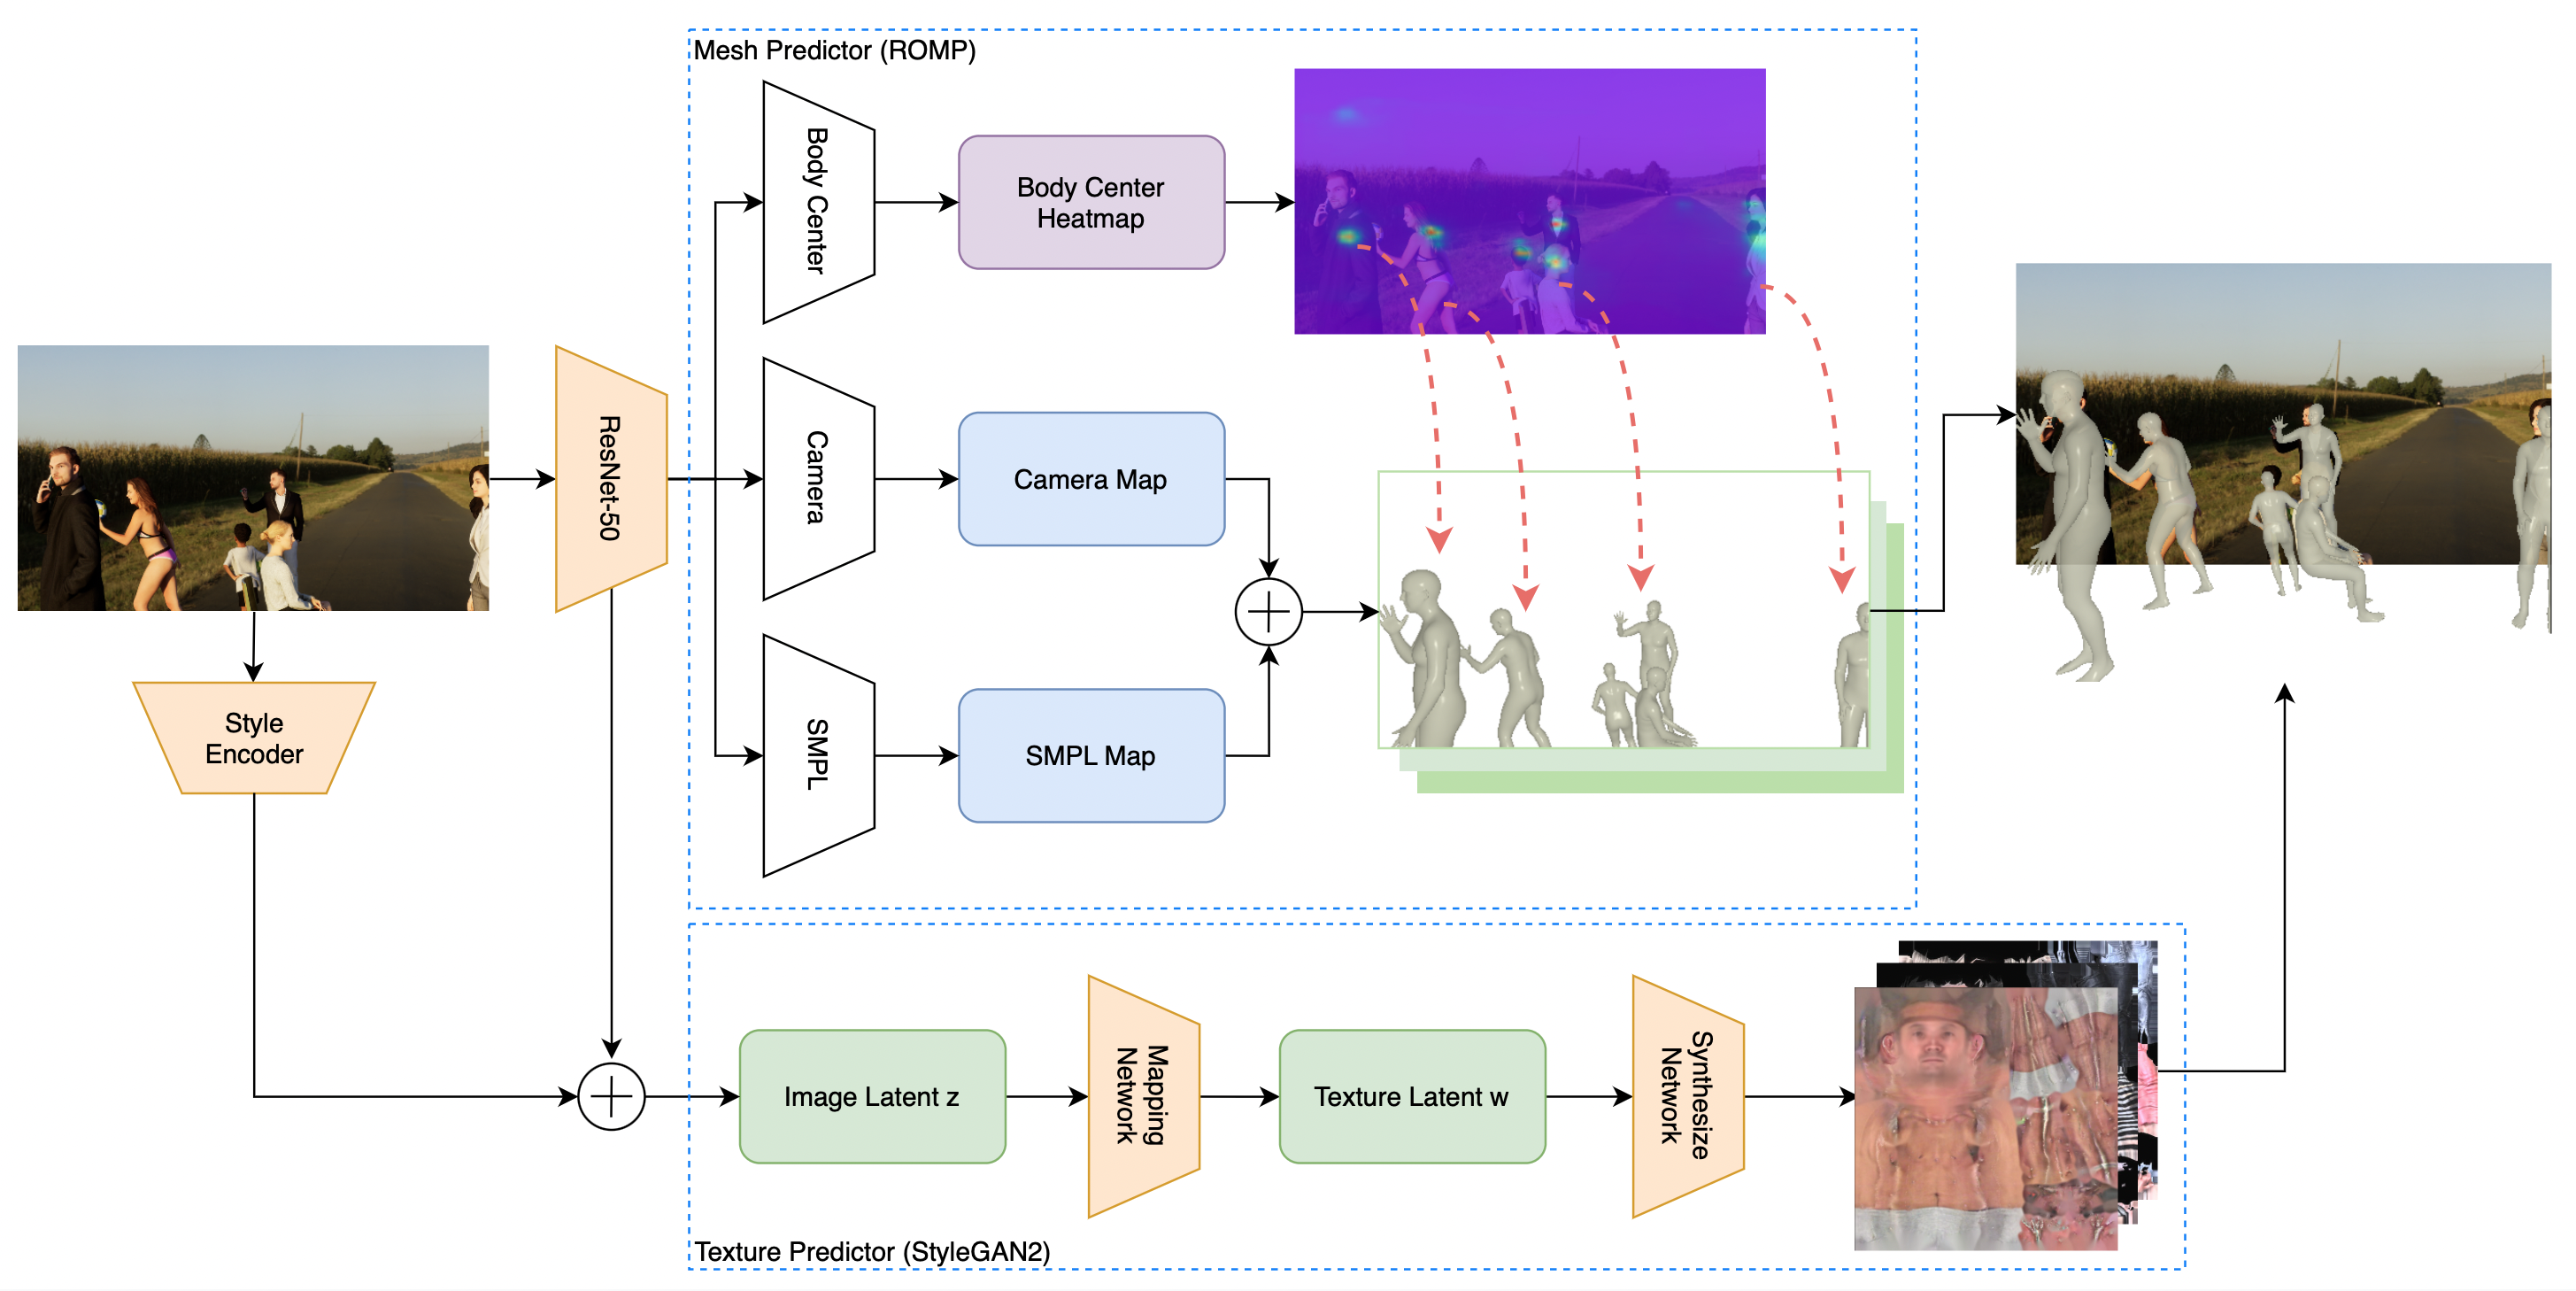 Mesh Predictor (ROMP)
Body Center
Body Center
Heatmap
ResNet-50
Camera
Camera Map
SMPL
SMPL Map
Style
Encoder
Image Latent z
Mapping
Network
Texture Latent w
Synthesize
Network
Texture Predictor (StyleGAN2)